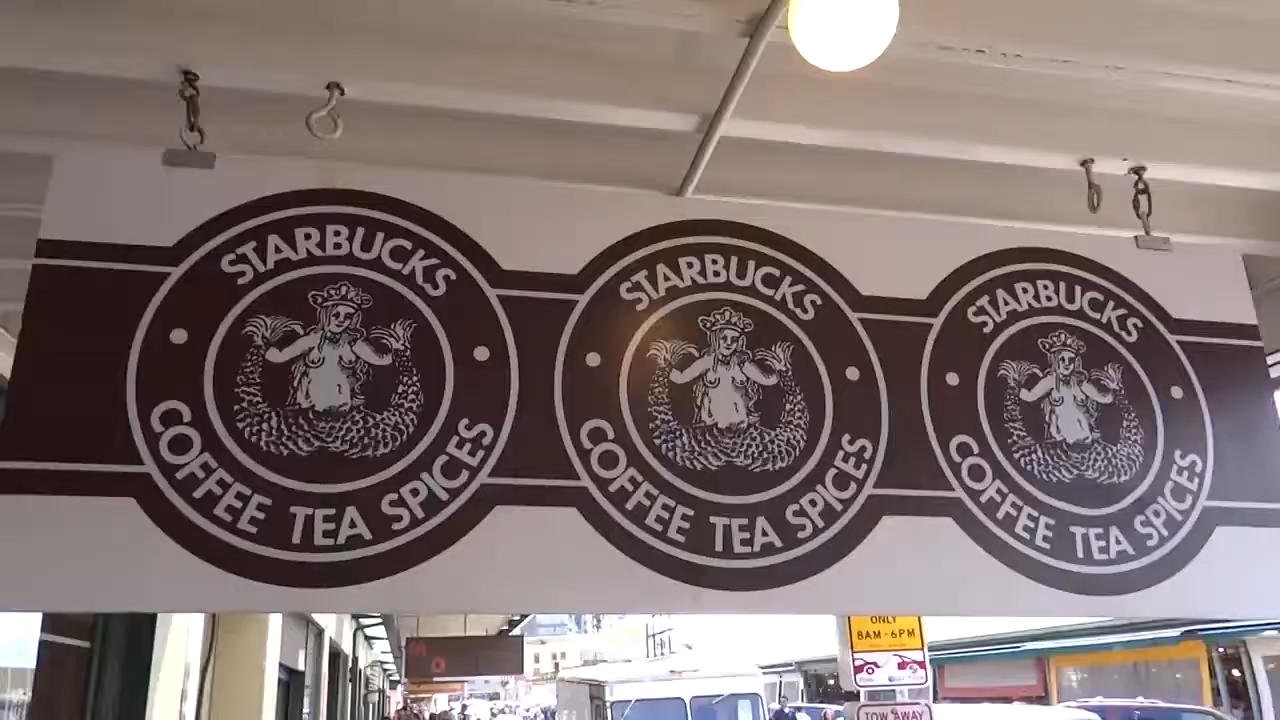 STARBUCKS
COFFEE TEA SPICES
STARBUCKS
COFFEE TEA SPICES
STARBUCKS
COFFEE TEA SPICES
ONLY
8AM-6PM
TOW AWAY